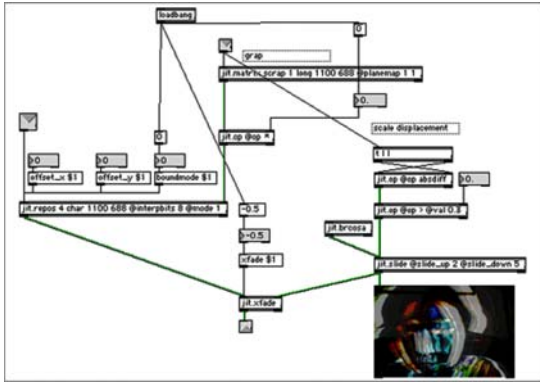 loadbang
0
grap
jit.matrix scrap 1 long 1100 688 @planemap 1 1
0.
scale displacement
0
jit.op @op *
t l l
0
0
offset_x $1
offset_y $1
boundmode $1
jit.op @op absdiff
0.
jit.repos 4 char 1100 688 @interpbits 8 @mode 1
-0.5
jit.op @op > @val 0.3
-0.5
jit.brcosa
xfade $1
jit.slide @slide_up 2 @slide_down 5
jit.xfade